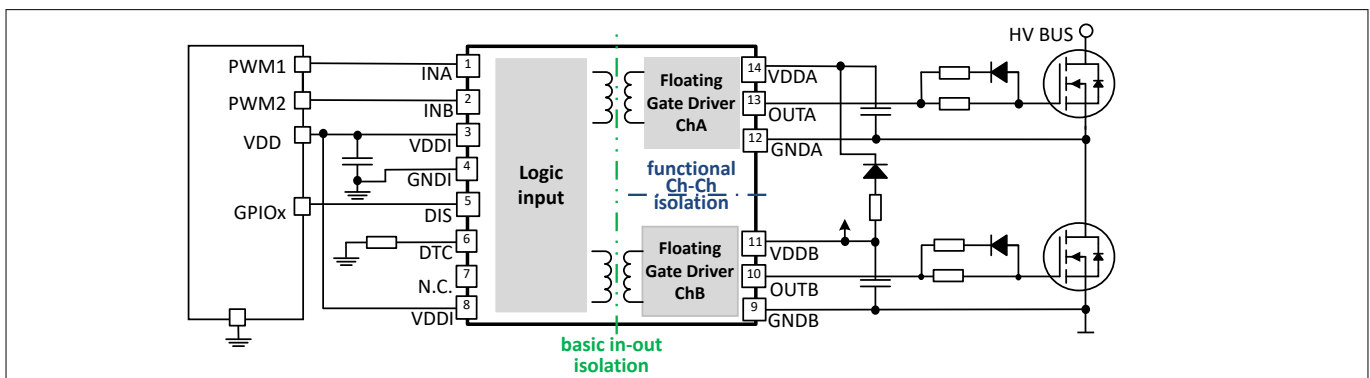 PWM1
PWM2
VDD
GPIOx
1
INA
2
INB
3
VDDI
4
GNDI
5
DIS
6
DTC
7
N.C.
8
VDDI
Logic
input
Floating
Gate Driver
ChA
functional
Ch-Ch
isolation
Floating
Gate Driver
ChB
basic in-out
isolation
14
VDDA
13
OUTA
12
GNDA
11
VDDB
10
OUTB
9
GNDB
HV BUS